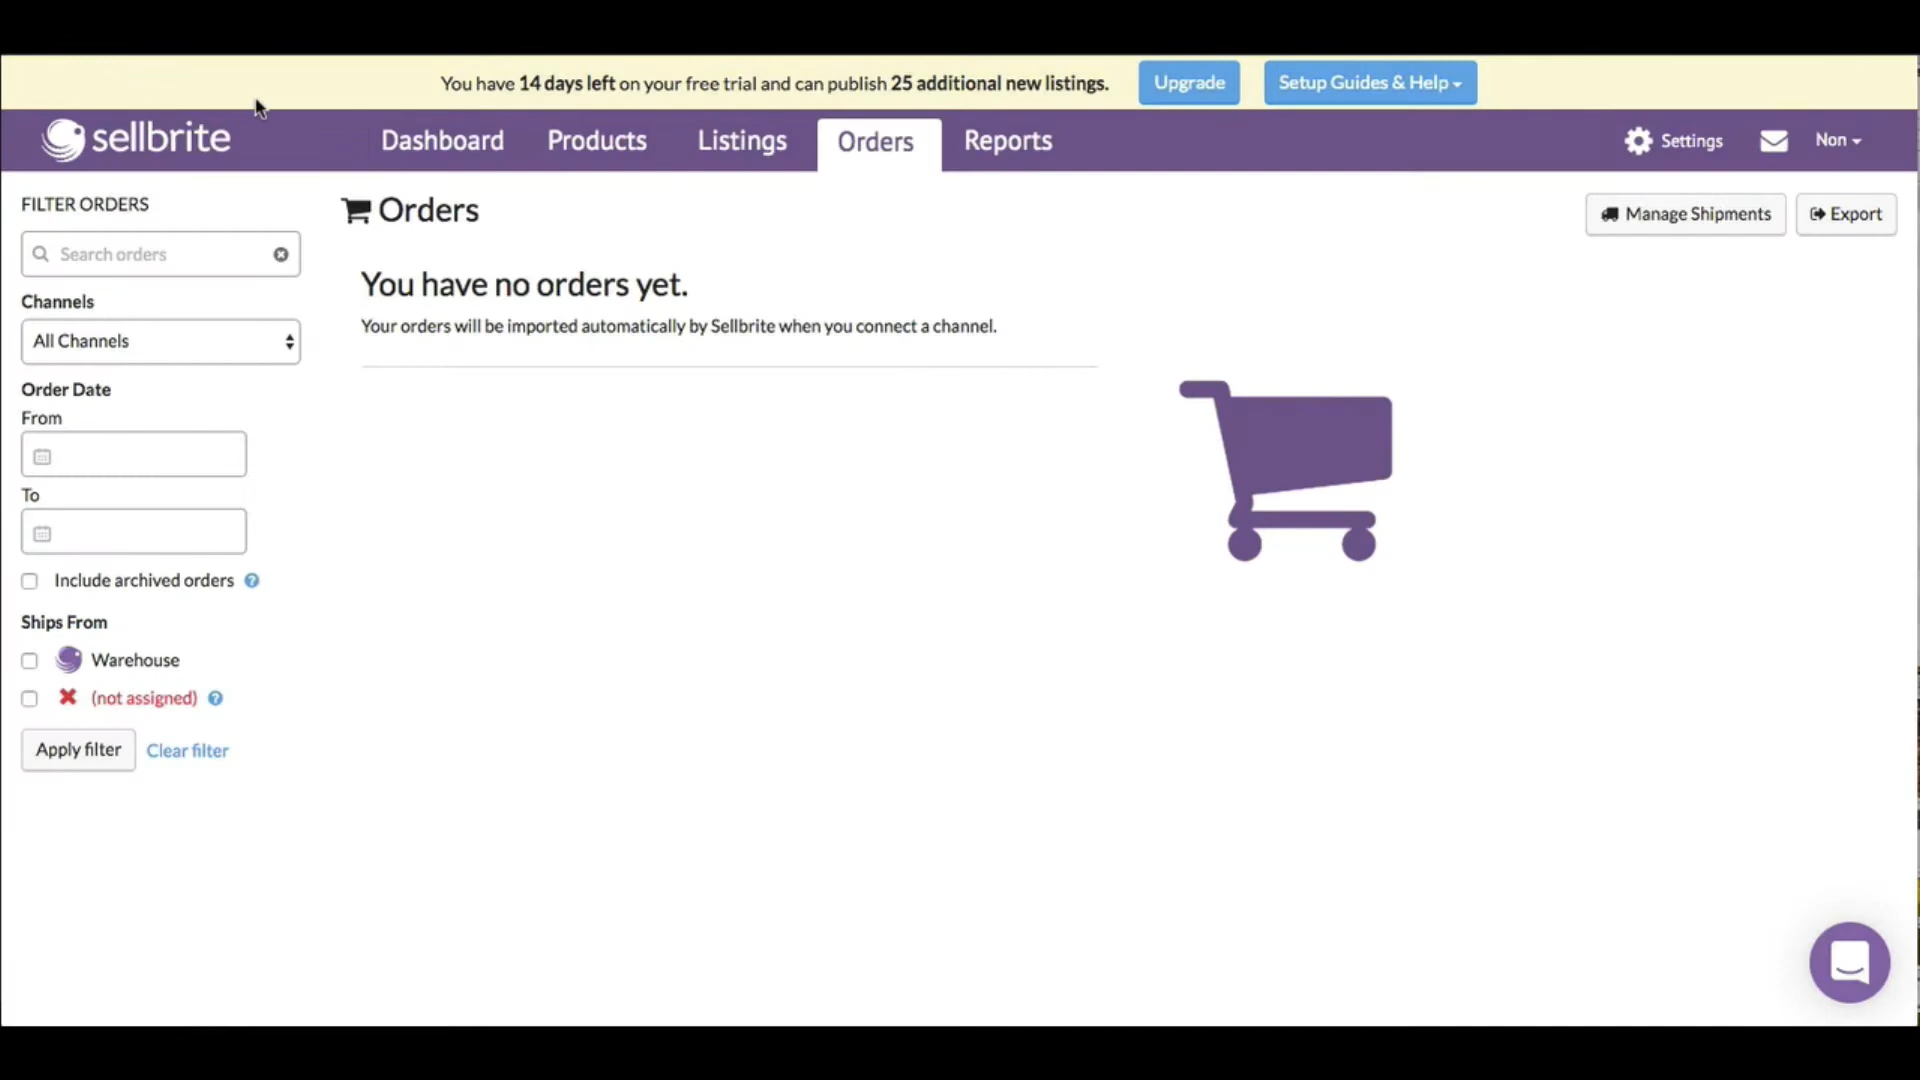 You have 14 days left on your free trial and can publish 25 additional new listings.
Upgrade
Setup Guides & Help
sellbrite
Dashboard
Products
Listings
Orders
Reports
Settings
Non
FILTER ORDERS
Search orders
Channels
All Channels
Order Date
From
To
Include archived orders ?
Ships From
Warehouse
(not assigned) ?
Apply filter
Clear filter
Orders
Manage Shipments
Export
You have no orders yet.
Your orders will be imported automatically by Sellbrite when you connect a channel.